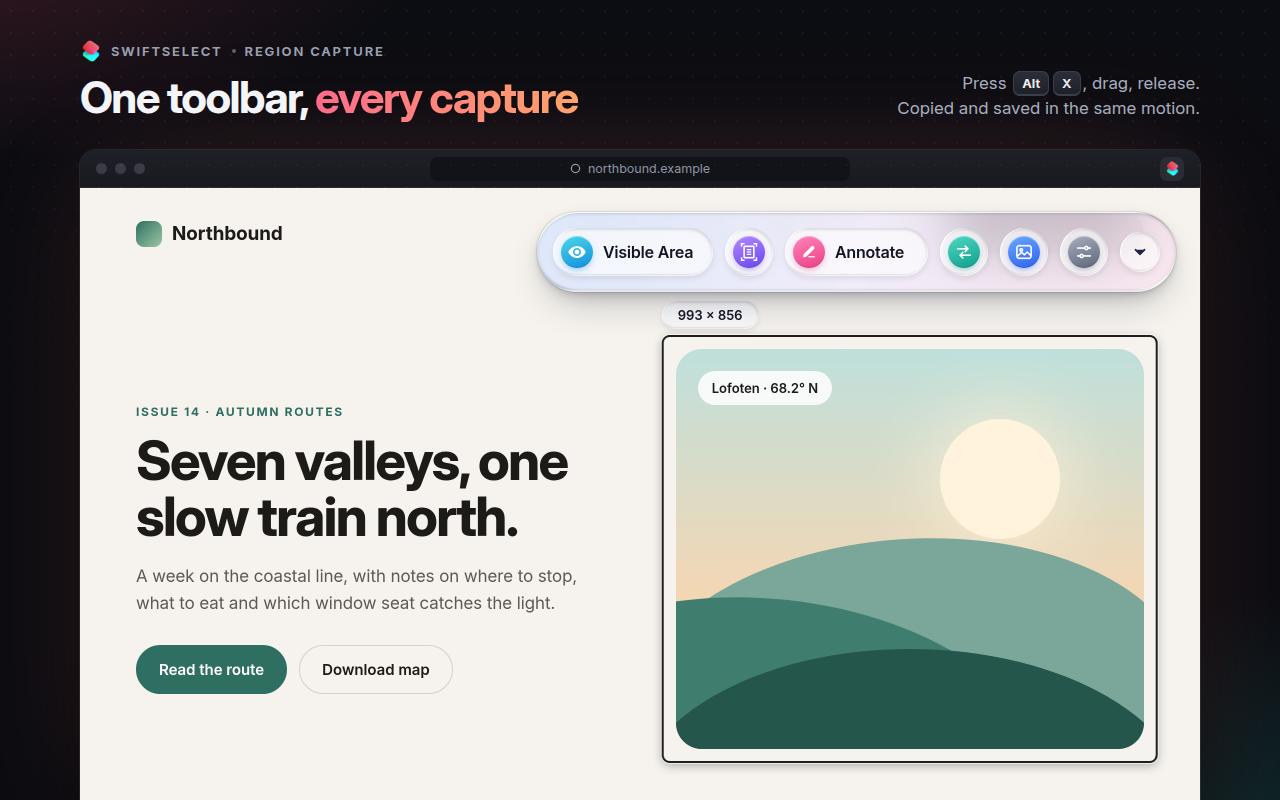 SWIFTSELECT • REGION CAPTURE
One toolbar, every capture
Press Alt X, drag, release.
Copied and saved in the same motion.
northbound.example
Northbound
Visible Area
Annotate
993 × 856
Lofoten · 68.2° N
ISSUE 14 · AUTUMN ROUTES
Seven valleys, one
slow train north.
A week on the coastal line, with notes on where to stop,
what to eat and which window seat catches the light.
Read the route
Download map